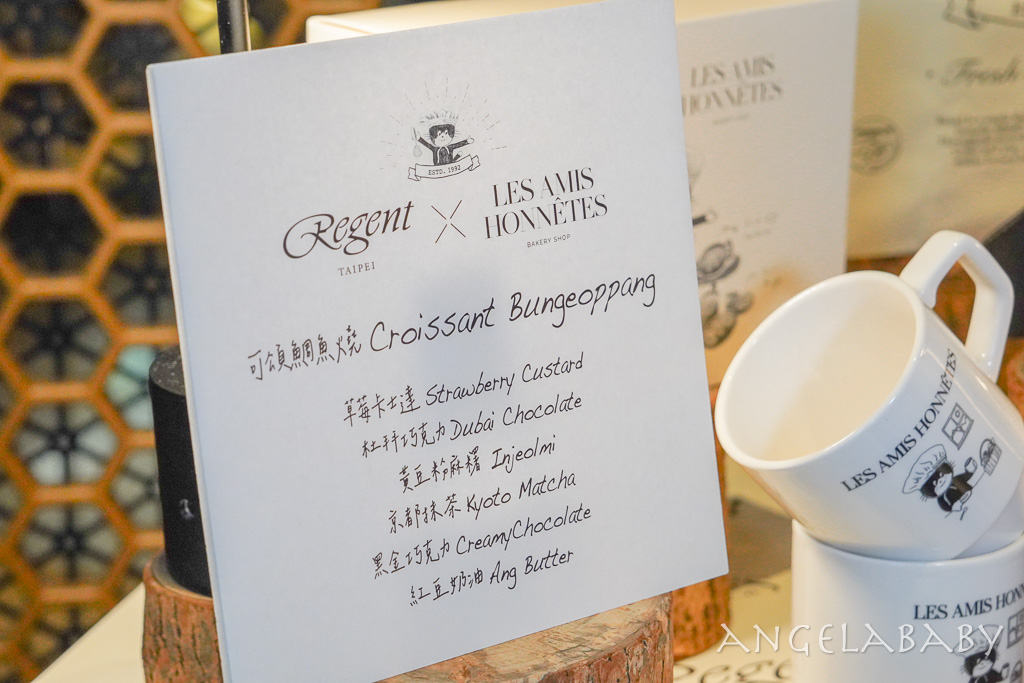 ESTD. 1992
Regent
TAIPEI
LES AMIS
HONNÊTES
BAKERY SHOP
可頌鯛魚燒 Croissant Bungeoppang
草莓卡士達 Strawberry Custard
杜拜巧克力 Dubai Chocolate
黃豆粉麻糬 Injeolmi
京都抹茶 Kyoto Matcha
黑金巧克力 CreamyChocolate
紅豆奶油 Ang Butter
LES AMIS
HONNÊTES
Fresh
LES AMIS HONNÊTES
LES AMIS HON
Regent
ANGELABABY